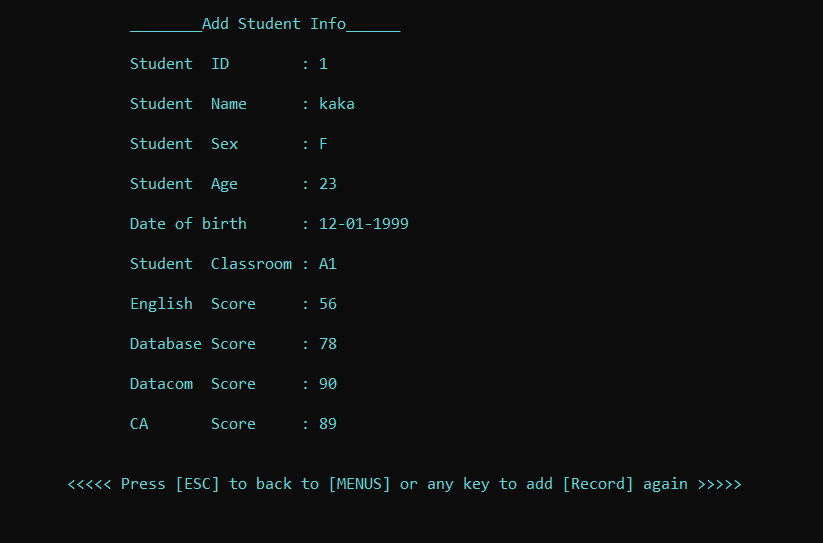 ________Add Student Info______
Student  ID        : 1
Student  Name      : kaka
Student  Sex       : F
Student  Age       : 23
Date of birth      : 12-01-1999
Student  Classroom : A1
English  Score     : 56
Database Score     : 78
Datacom  Score     : 90
CA       Score     : 89
<<<<< Press [ESC] to back to [MENUS] or any key to add [Record] again >>>>>